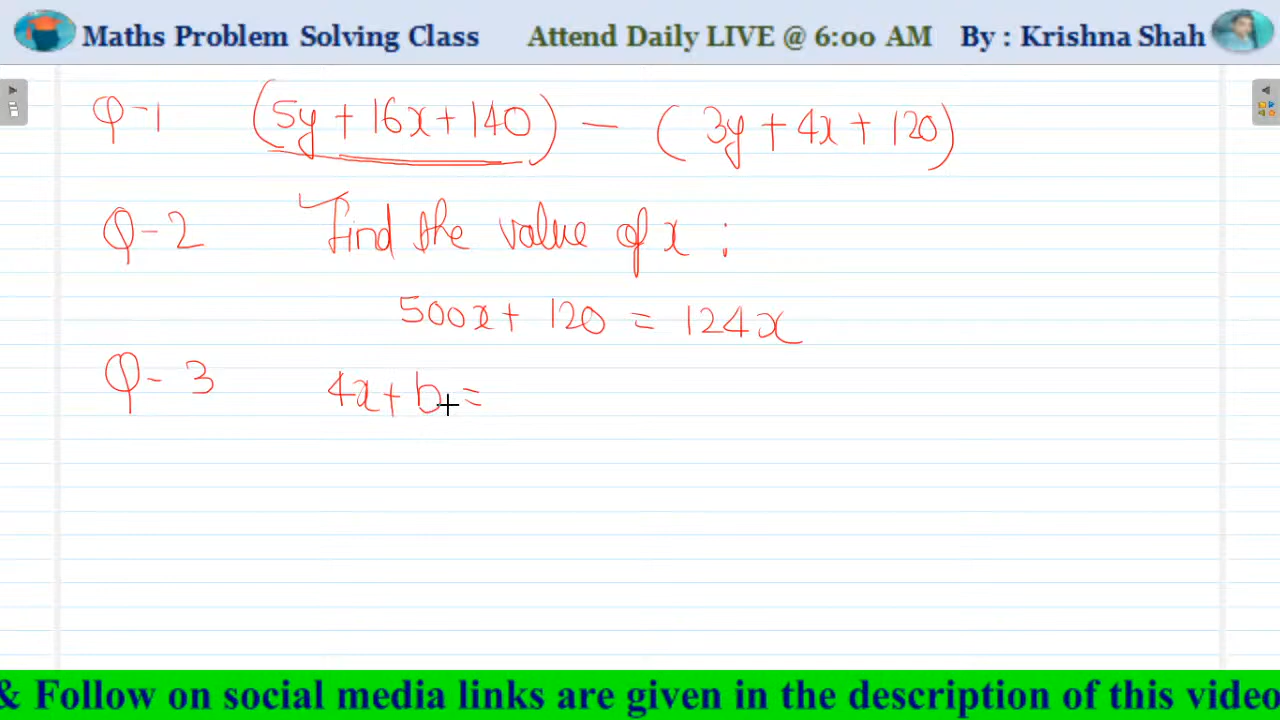 Maths Problem Solving Class Attend Daily LIVE @ 6:00 AM By : Krishna Shah
Q-1 (5y + 16x + 140) - (3y + 4x + 120)
Q-2 Find the value of x :
500x + 120 = 124x
Q-3 4x + b =
& Follow on social media links are given in the description of this video